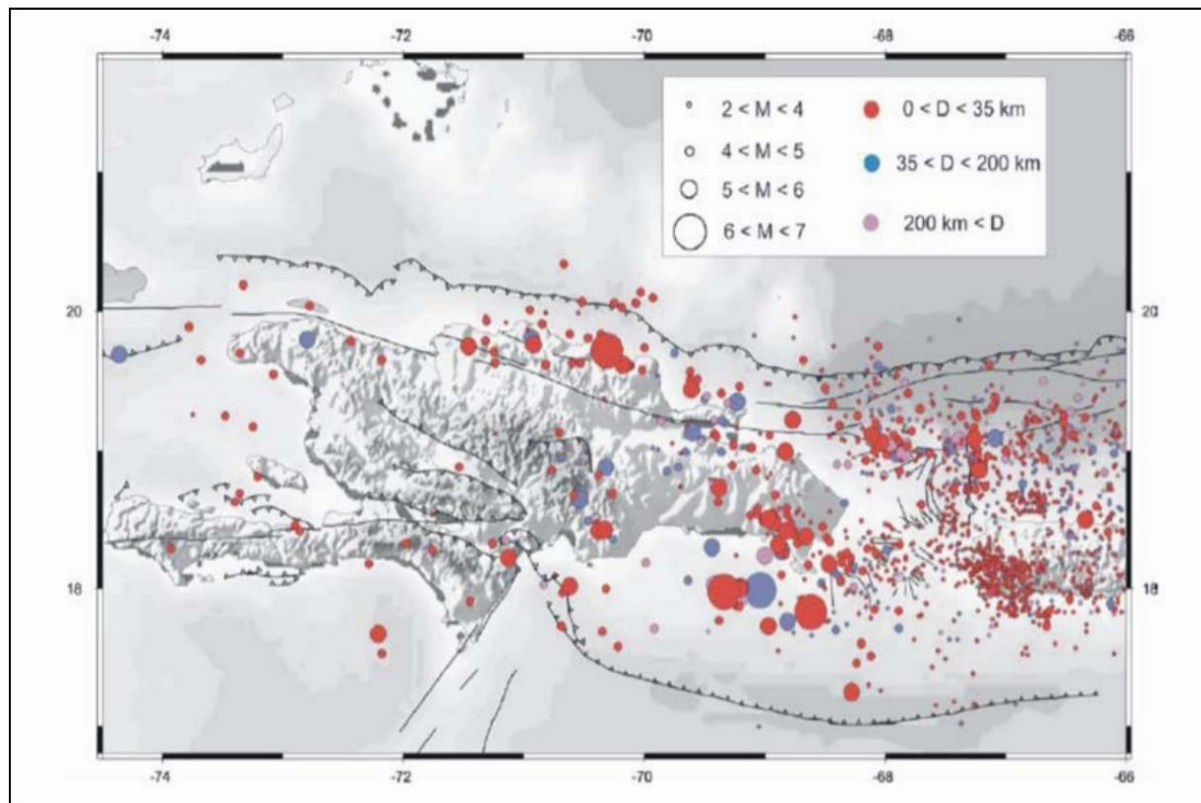 -74 -72 -70 -68 -66
2 < M < 4 0 < D < 35 km
4 < M < 5 35 < D < 200 km
5 < M < 6 200 km < D
6 < M < 7
20 20
18 18
-74 -72 -70 -68 -66